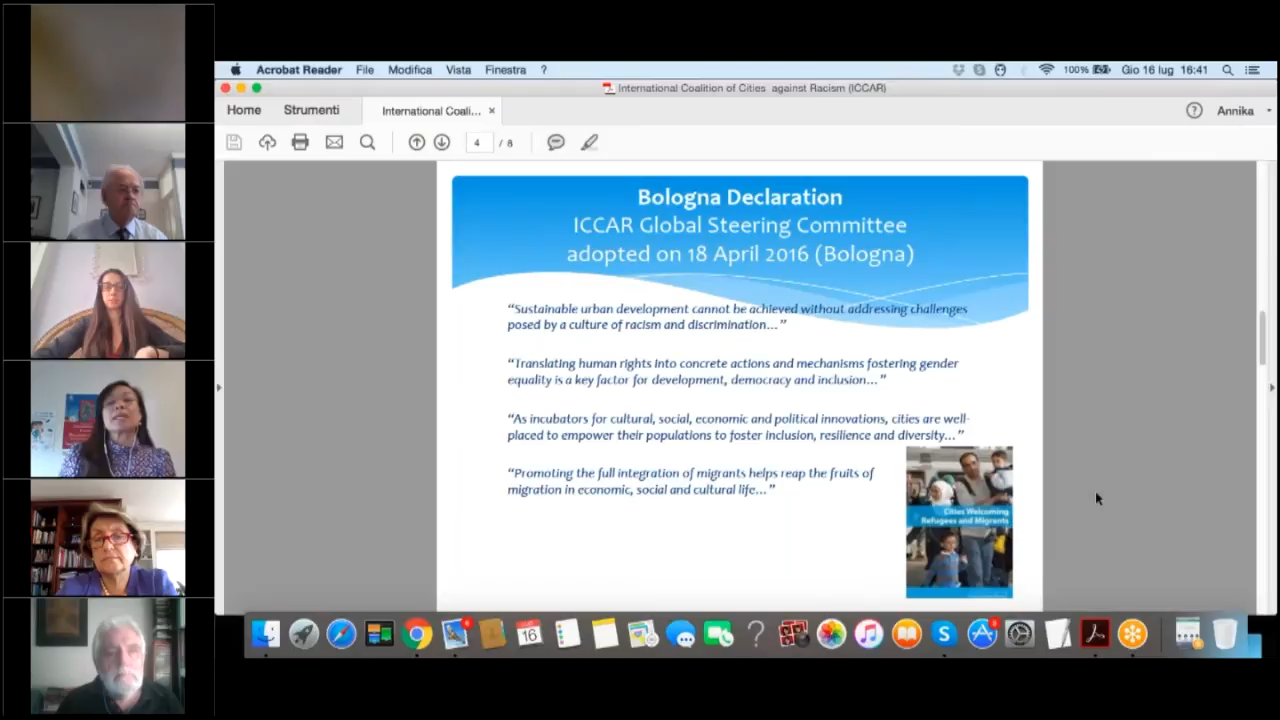 Acrobat Reader File Modifica Vista Finestra ? 100% Gio 16 lug 16:41
International Coalition of Cities against Racism (ICCAR)
Home Strumenti International Coali... × ? Annika
4 / 8
Bologna Declaration
ICCAR Global Steering Committee
adopted on 18 April 2016 (Bologna)
“Sustainable urban development cannot be achieved without addressing challenges
posed by a culture of racism and discrimination…”
“Translating human rights into concrete actions and mechanisms fostering gender
equality is a key factor for development, democracy and inclusion…”
“As incubators for cultural, social, economic and political innovations, cities are well-
placed to empower their populations to foster inclusion, resilience and diversity…”
“Promoting the full integration of migrants helps reap the fruits of
migration in economic, social and cultural life…”
Cities Welcoming
Refugees and Migrants
16